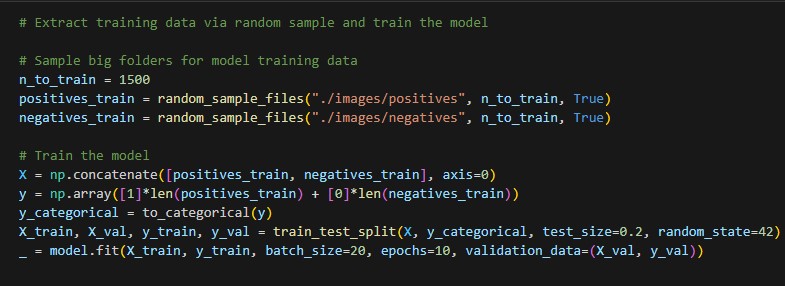 # Extract training data via random sample and train the model
# Sample big folders for model training data
n_to_train = 1500
positives_train = random_sample_files("./images/positives", n_to_train, True)
negatives_train = random_sample_files("./images/negatives", n_to_train, True)
# Train the model
X = np.concatenate([positives_train, negatives_train], axis=0)
y = np.array([1]*len(positives_train) + [0]*len(negatives_train))
y_categorical = to_categorical(y)
X_train, X_val, y_train, y_val = train_test_split(X, y_categorical, test_size=0.2, random_state=42)
_ = model.fit(X_train, y_train, batch_size=20, epochs=10, validation_data=(X_val, y_val))